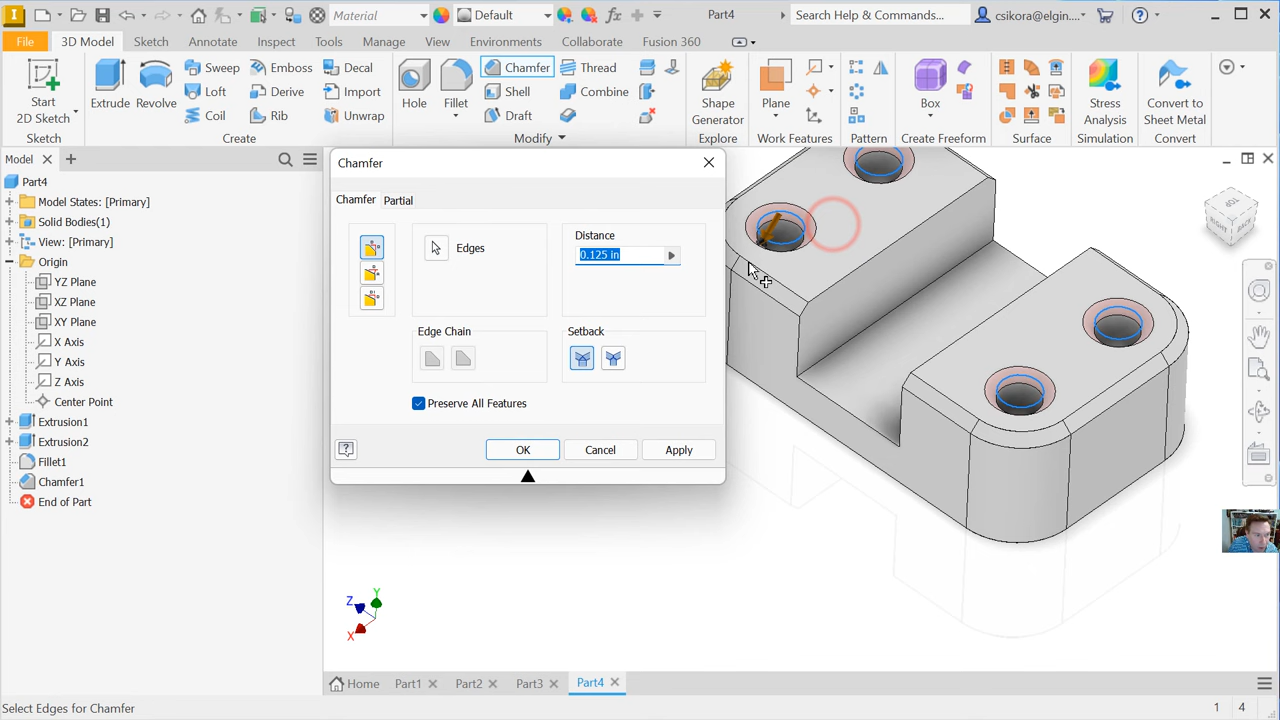 Material
Default
Part4
Search Help & Commands...
csikora@elgin....
File
3D Model
Sketch
Annotate
Inspect
Tools
Manage
View
Environments
Collaborate
Fusion 360
Start
2D Sketch
Sketch
Extrude
Revolve
Sweep
Loft
Coil
Emboss
Derive
Rib
Decal
Import
Unwrap
Create
Hole
Fillet
Chamfer
Shell
Draft
Thread
Combine
Modify
Shape
Generator
Explore
Plane
Work Features
Pattern
Box
Create Freeform
Surface
Stress
Analysis
Simulation
Convert to
Sheet Metal
Convert
Model
Part4
Model States: [Primary]
Solid Bodies(1)
View: [Primary]
Origin
YZ Plane
XZ Plane
XY Plane
X Axis
Y Axis
Z Axis
Center Point
Extrusion1
Extrusion2
Fillet1
Chamfer1
End of Part
Chamfer
Chamfer
Partial
Edges
Distance
0.125 in
Edge Chain
Setback
Preserve All Features
OK
Cancel
Apply
Z
Y
X
Home
Part1
Part2
Part3
Part4
Select Edges for Chamfer
1
4